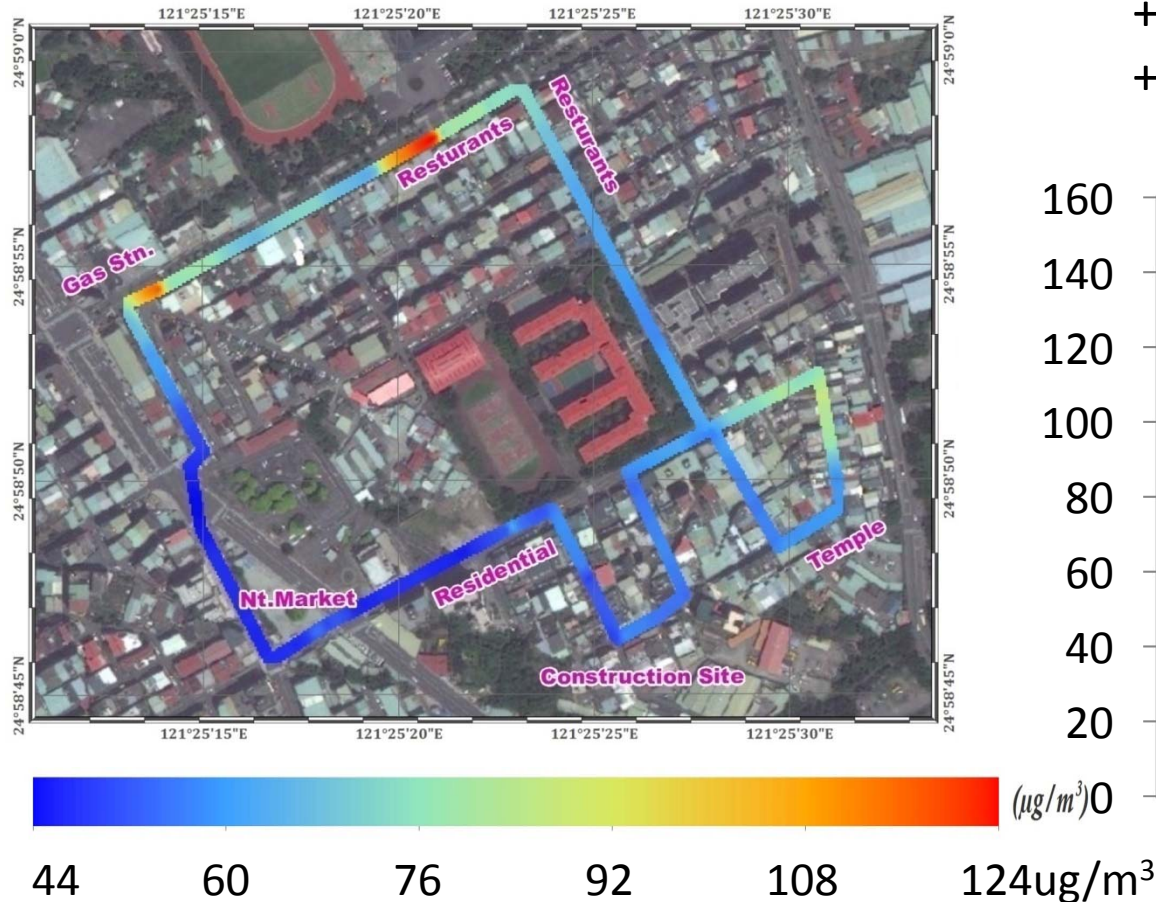 121°25'15"E 121°25'20"E 121°25'25"E 121°25'30"E
+
+
24°59'0"N
24°59'0"N
Resturants
Resturants
160
140
120
100
80
60
40
20
0
Gas Stn.
24°58'55"N
24°58'55"N
24°58'50"N
24°58'50"N
Temple
Residential
Nt.Market
Construction Site
24°58'45"N
24°58'45"N
121°25'15"E 121°25'20"E 121°25'25"E 121°25'30"E
(µg/m³)
44 60 76 92 108 124ug/m³